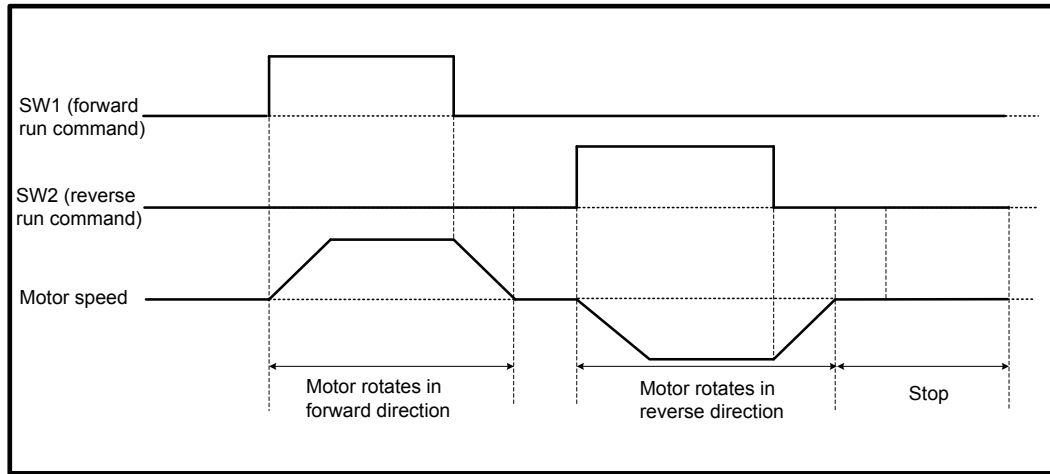 SW1 (forward
run command)
SW2 (reverse
run command)
Motor speed
Motor rotates in
forward direction
Motor rotates in
reverse direction
Stop